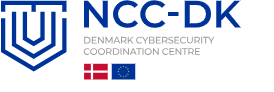 NCC-DK
DENMARK CYBERSECURITY
COORDINATION CENTRE